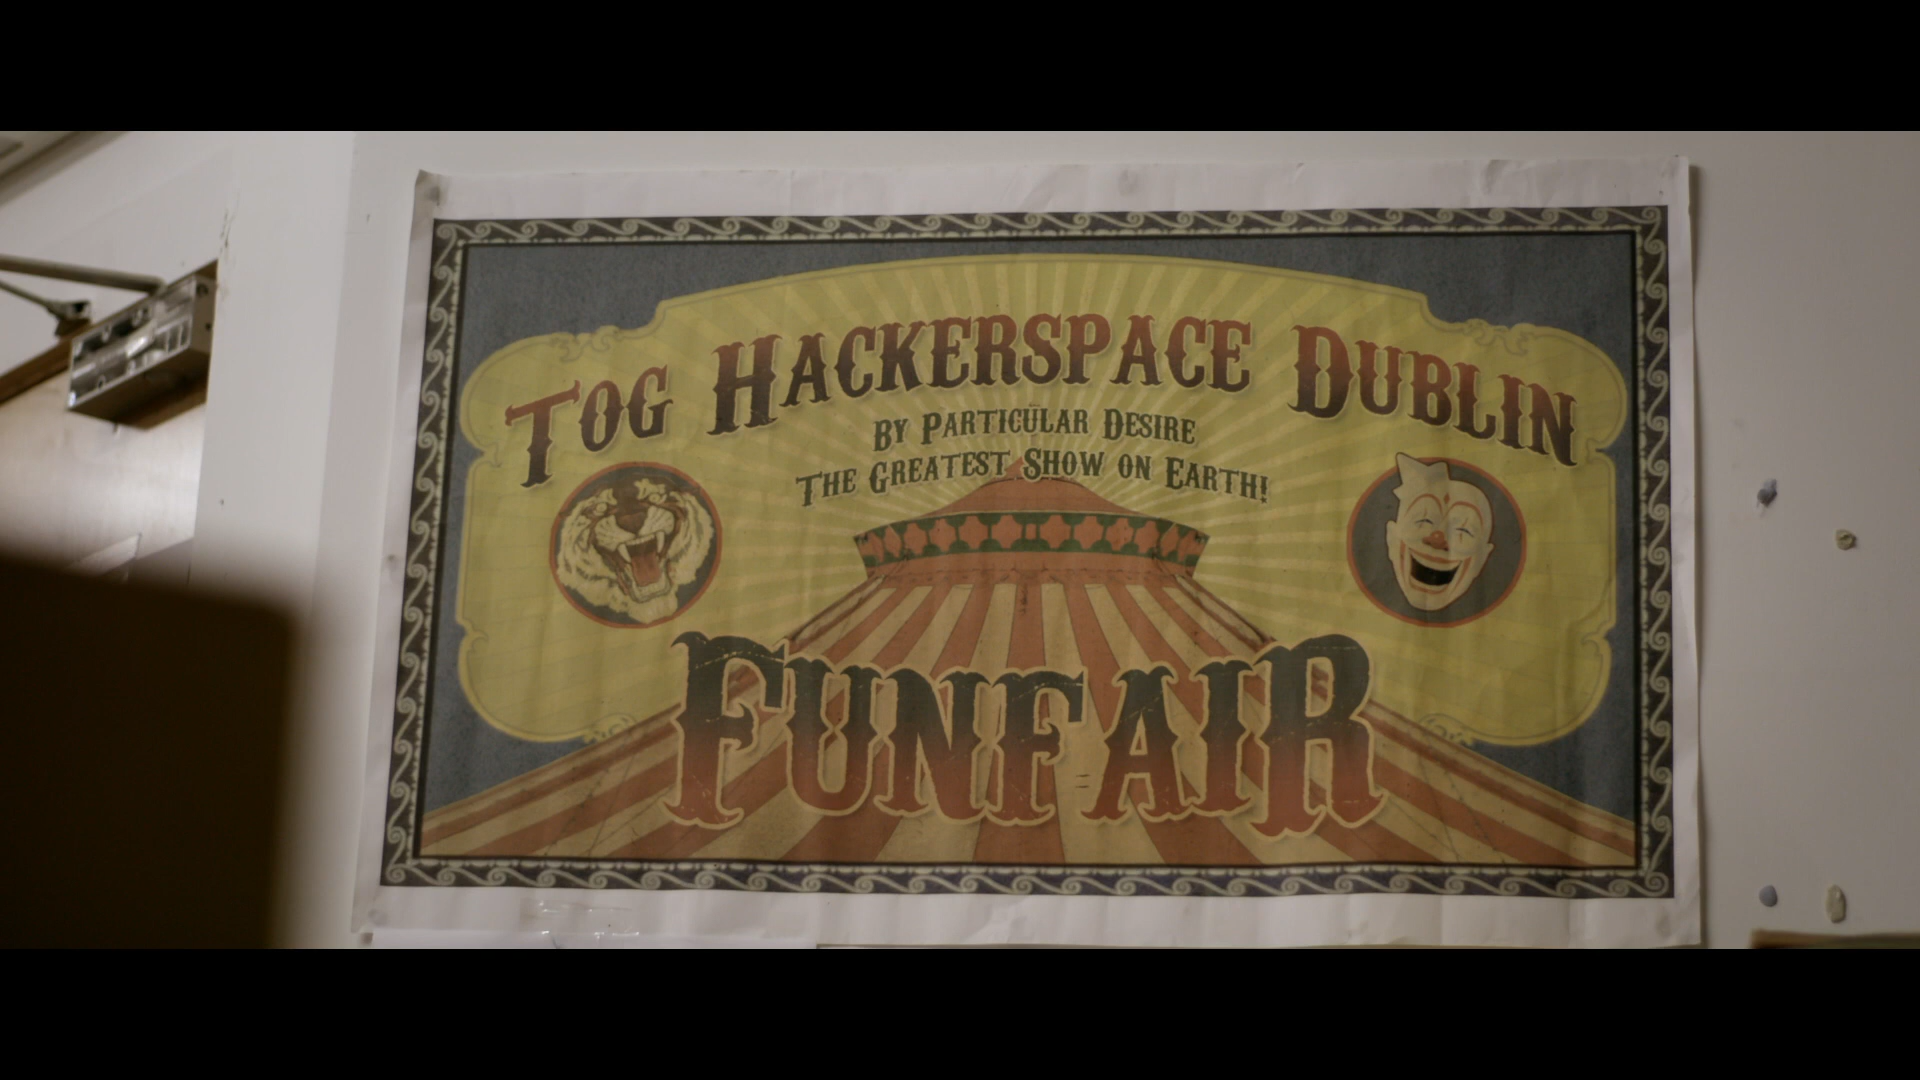 TOG HACKERSPACE DUBLIN
BY PARTICULAR DESIRE
THE GREATEST SHOW ON EARTH!
FUNFAIR